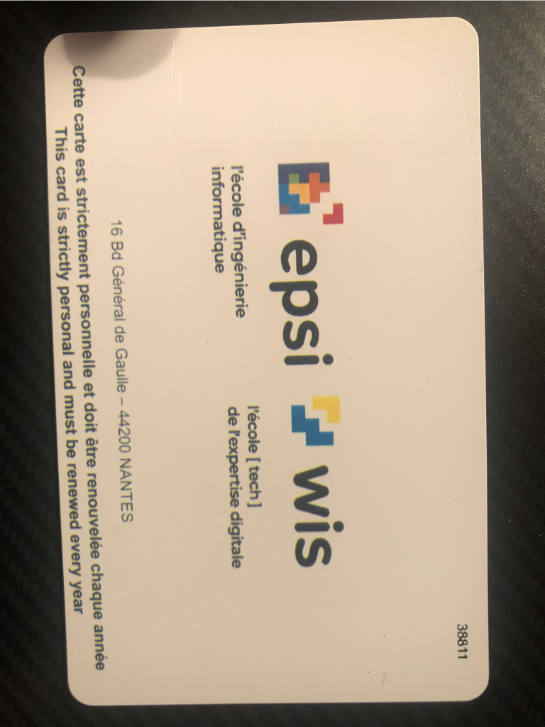 38811
epsi
wis
l'école d'ingénierie
informatique
l'école [ tech ]
de l'expertise digitale
16 Bd Général de Gaulle – 44200 NANTES
Cette carte est strictement personnelle et doit être renouvelée chaque année
This card is strictly personal and must be renewed every year